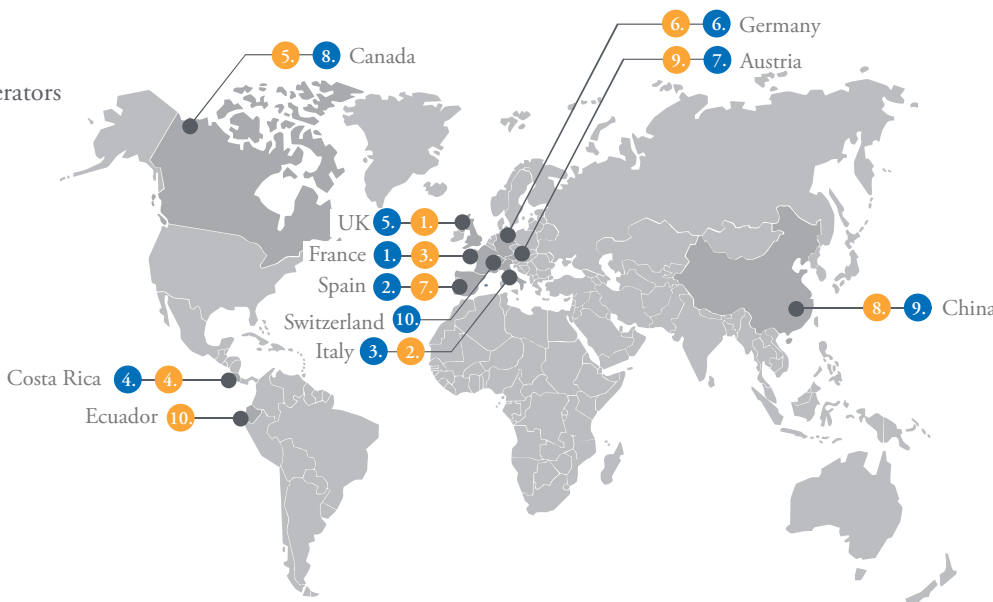 6. 6. Germany
5. 8. Canada
9. 7. Austria
UK 5. 1.
France 1. 3.
Spain 2. 7.
8. 9. China
Switzerland 10.
Italy 3. 2.
Costa Rica 4. 4.
Ecuador 10.